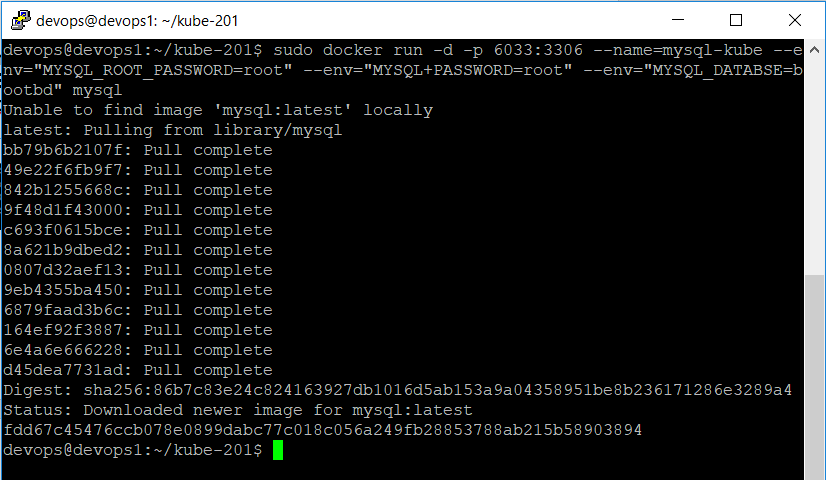 devops@devops1: ~/kube-201
devops@devops1:~/kube-201$ sudo docker run -d -p 6033:3306 --name=mysql-kube --e
nv="MYSQL_ROOT_PASSWORD=root" --env="MYSQL+PASSWORD=root" --env="MYSQL_DATABSE=b
ootbd" mysql
Unable to find image 'mysql:latest' locally
latest: Pulling from library/mysql
bb79b6b2107f: Pull complete
49e22f6fb9f7: Pull complete
842b1255668c: Pull complete
9f48d1f43000: Pull complete
c693f0615bce: Pull complete
8a621b9dbed2: Pull complete
0807d32aef13: Pull complete
9eb4355ba450: Pull complete
6879faad3b6c: Pull complete
164ef92f3887: Pull complete
6e4a6e666228: Pull complete
d45dea7731ad: Pull complete
Digest: sha256:86b7c83e24c824163927db1016d5ab153a9a04358951be8b236171286e3289a4
Status: Downloaded newer image for mysql:latest
fdd67c45476ccb078e0899dabc77c018c056a249fb28853788ab215b58903894
devops@devops1:~/kube-201$